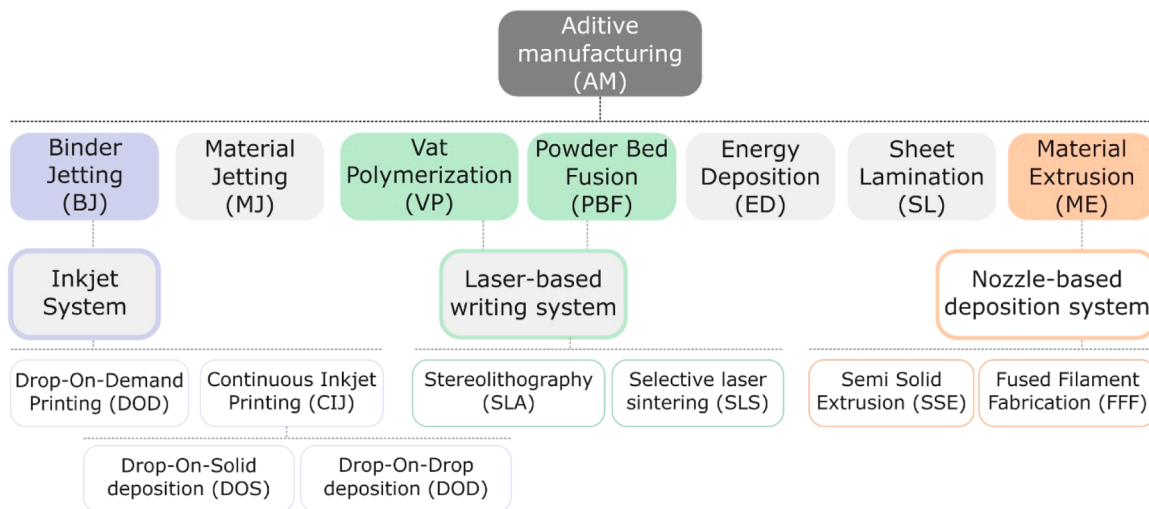 Aditive
manufacturing
(AM)
Binder
Jetting
(BJ)
Material
Jetting
(MJ)
Vat
Polymerization
(VP)
Powder Bed
Fusion
(PBF)
Energy
Deposition
(ED)
Sheet
Lamination
(SL)
Material
Extrusion
(ME)
Inkjet
System
Laser-based
writing system
Nozzle-based
deposition system
Drop-On-Demand
Printing (DOD)
Continuous Inkjet
Printing (CIJ)
Stereolithography
(SLA)
Selective laser
sintering (SLS)
Semi Solid
Extrusion (SSE)
Fused Filament
Fabrication (FFF)
Drop-On-Solid
deposition (DOS)
Drop-On-Drop
deposition (DOD)